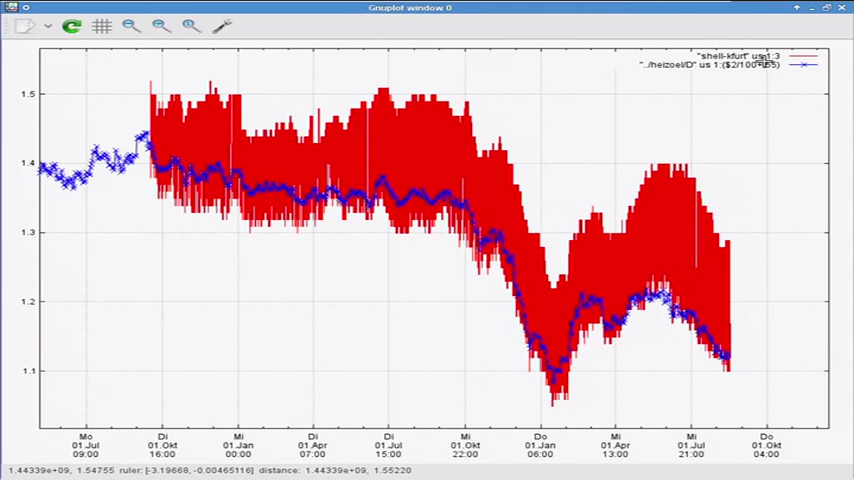 Gnuplot window 0
"shell-kfurt" us 1:3
"../heizoel/D" us 1:($2/100
1.5
1.4
1.3
1.2
1.1
Mo Di Mi Di Di Mi Do Mi Mi Do
01.Jul 01.Okt 01.Jan 01.Apr 01.Jul 01.Okt 01.Jan 01.Apr 01.Jul 01.Okt
09:00 16:00 00:00 07:00 15:00 22:00 06:00 13:00 21:00 04:00
1.44339e+09, 1.54755 ruler: [-3.19668, -0.00465116] distance: 1.44339e+09, 1.55220